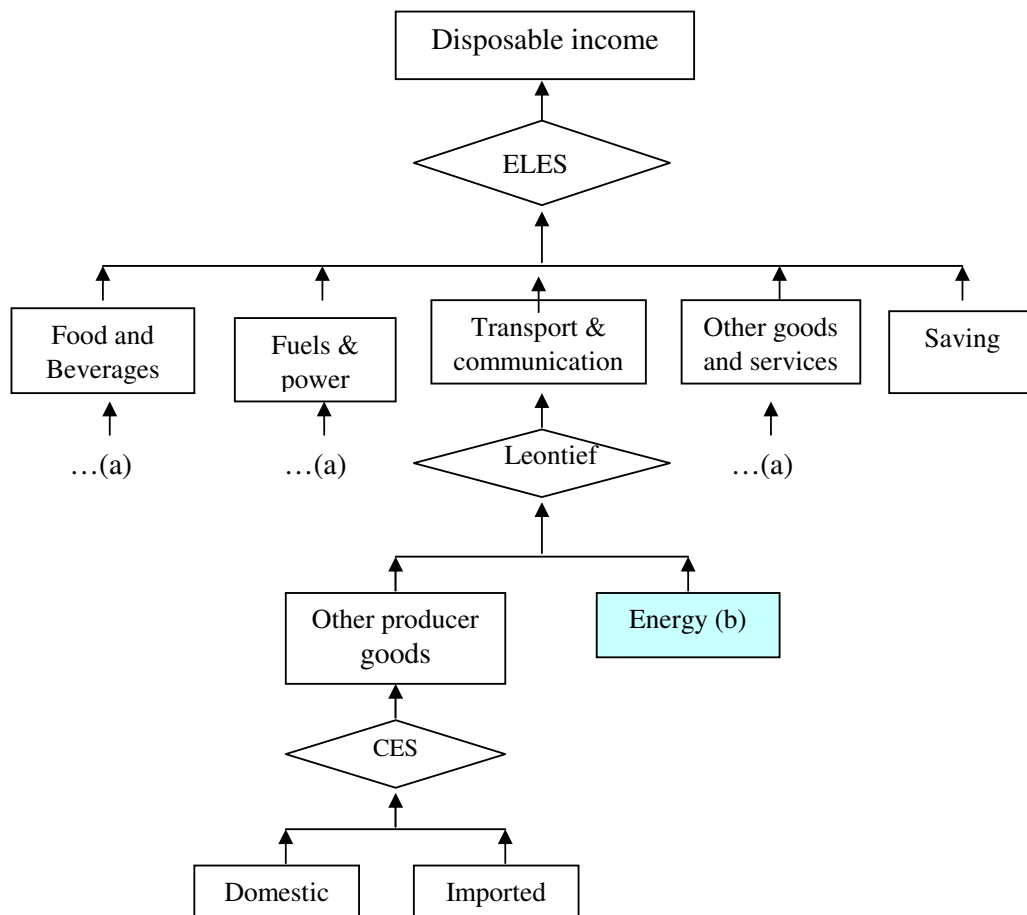 Disposable income
ELES
Food and
Beverages
Fuels &
power
Transport &
communication
Other goods
and services
Saving
…(a)
…(a)
Leontief
…(a)
Other producer
goods
Energy (b)
CES
Domestic
Imported